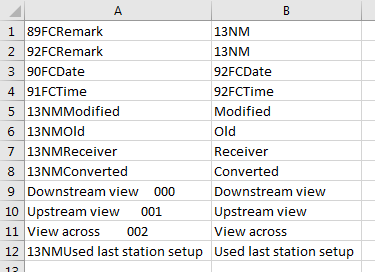 A B
1 89FCRemark 13NM
2 92FCRemark 13NM
3 90FCDate 92FCDate
4 91FCTime 92FCTime
5 13NMModified Modified
6 13NMOld Old
7 13NMReceiver Receiver
8 13NMConverted Converted
9 Downstream view 000 Downstream view
10 Upstream view 001 Upstream view
11 View across 002 View across
12 13NMUsed last station setup Used last station setup